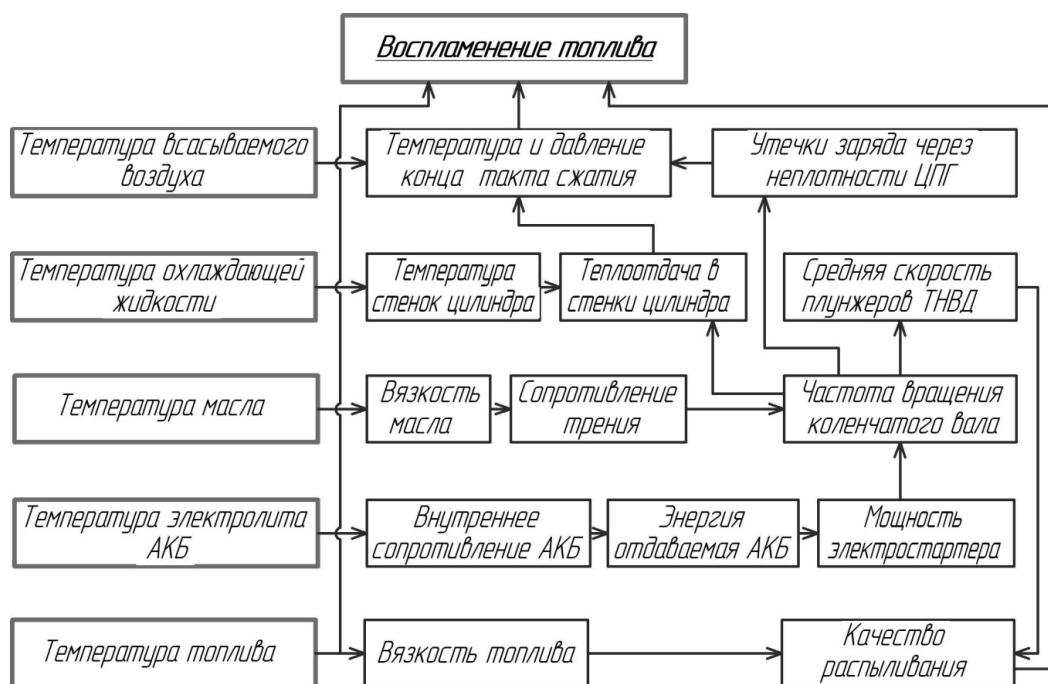 Воспламенение топлива
Температура всасываемого
воздуха
Температура и давление
конца такта сжатия
Утечки заряда через
неплотности ЦПГ
Температура охлаждающей
жидкости
Температура
стенок цилиндра
Теплоотдача в
стенки цилиндра
Средняя скорость
плунжеров ТНВД
Температура масла
Вязкость
масла
Сопротивление
трения
Частота вращения
коленчатого вала
Температура электролита
АКБ
Внутреннее
сопротивление АКБ
Энергия
отдаваемая АКБ
Мощность
электростартера
Температура топлива
Вязкость топлива
Качество
распыливания